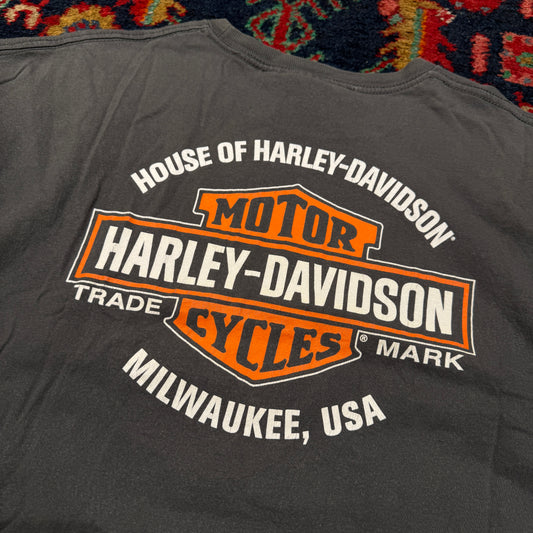 HOUSE OF HARLEY-DAVIDSON®
MOTOR
HARLEY-DAVIDSON
TRADE CYCLES® MARK
MILWAUKEE, USA